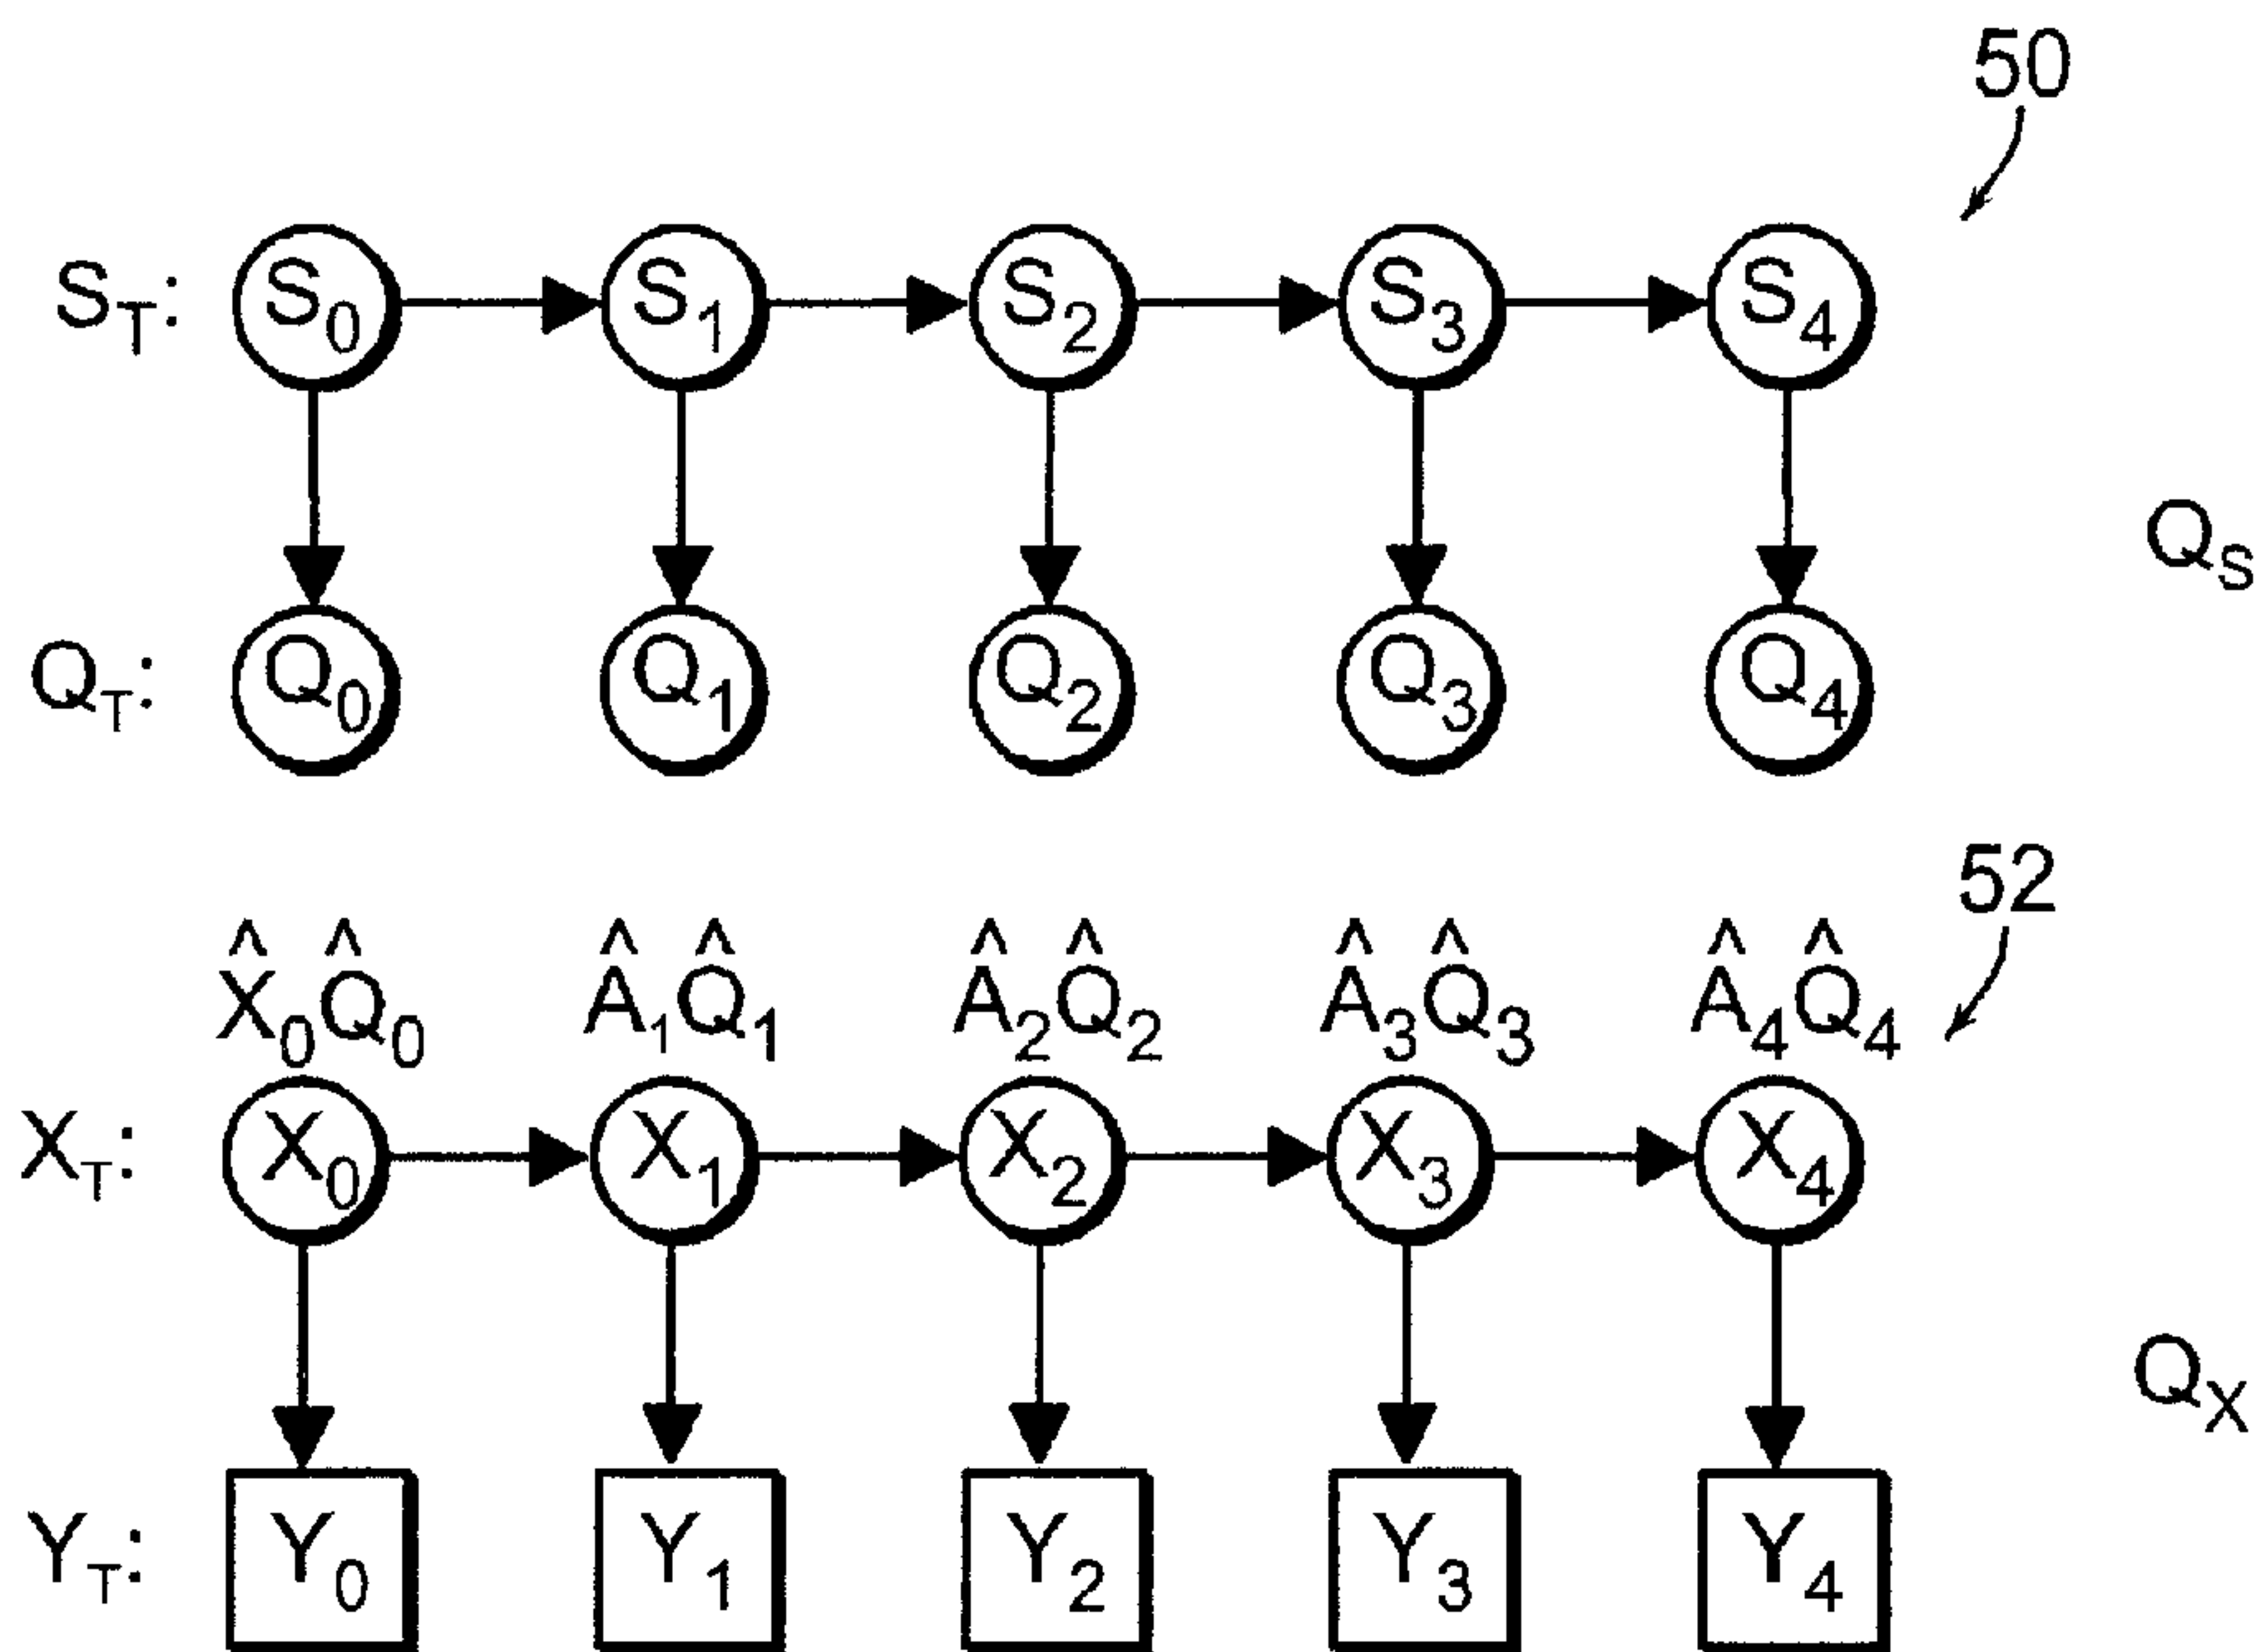 50
S_T: S_0 S_1 S_2 S_3 S_4
Q_S
Q_T: Q_0 Q_1 Q_2 Q_3 Q_4
52
X̂_0Q̂_0 Â_1Q̂_1 Â_2Q̂_2 Â_3Q̂_3 Â_4Q̂_4
X_T: X_0 X_1 X_2 X_3 X_4
Q_X
Y_T: Y_0 Y_1 Y_2 Y_3 Y_4